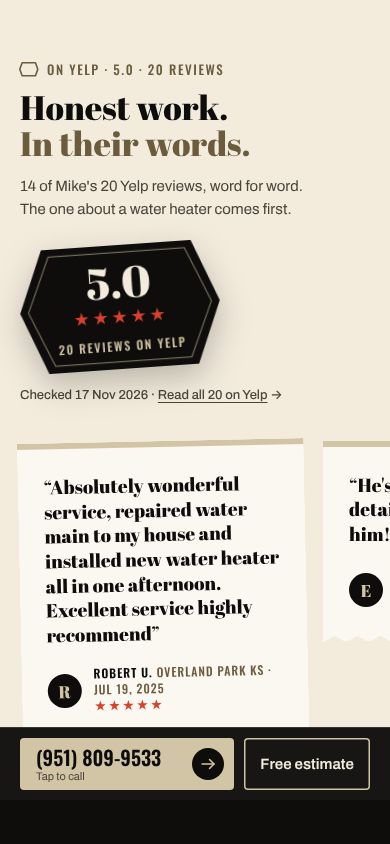 ON YELP · 5.0 · 20 REVIEWS
Honest work.
In their words.
14 of Mike's 20 Yelp reviews, word for word.
The one about a water heater comes first.
5.0
★★★★★
20 REVIEWS ON YELP
Checked 17 Nov 2026 · Read all 20 on Yelp →
“Absolutely wonderful
service, repaired water
main to my house and
installed new water heater
all in one afternoon.
Excellent service highly
recommend”
R
ROBERT U. OVERLAND PARK KS ·
JUL 19, 2025
★★★★★
“He's
him!
E
(951) 809-9533
Tap to call
→
Free estimate